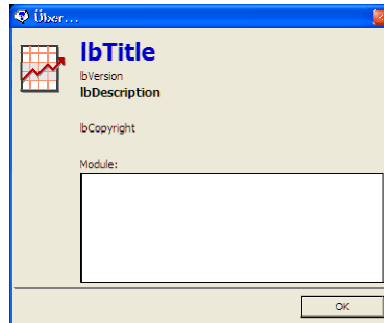 Über...
lbTitle
lbVersion
lbDescription
lbCopyright
Module:
OK